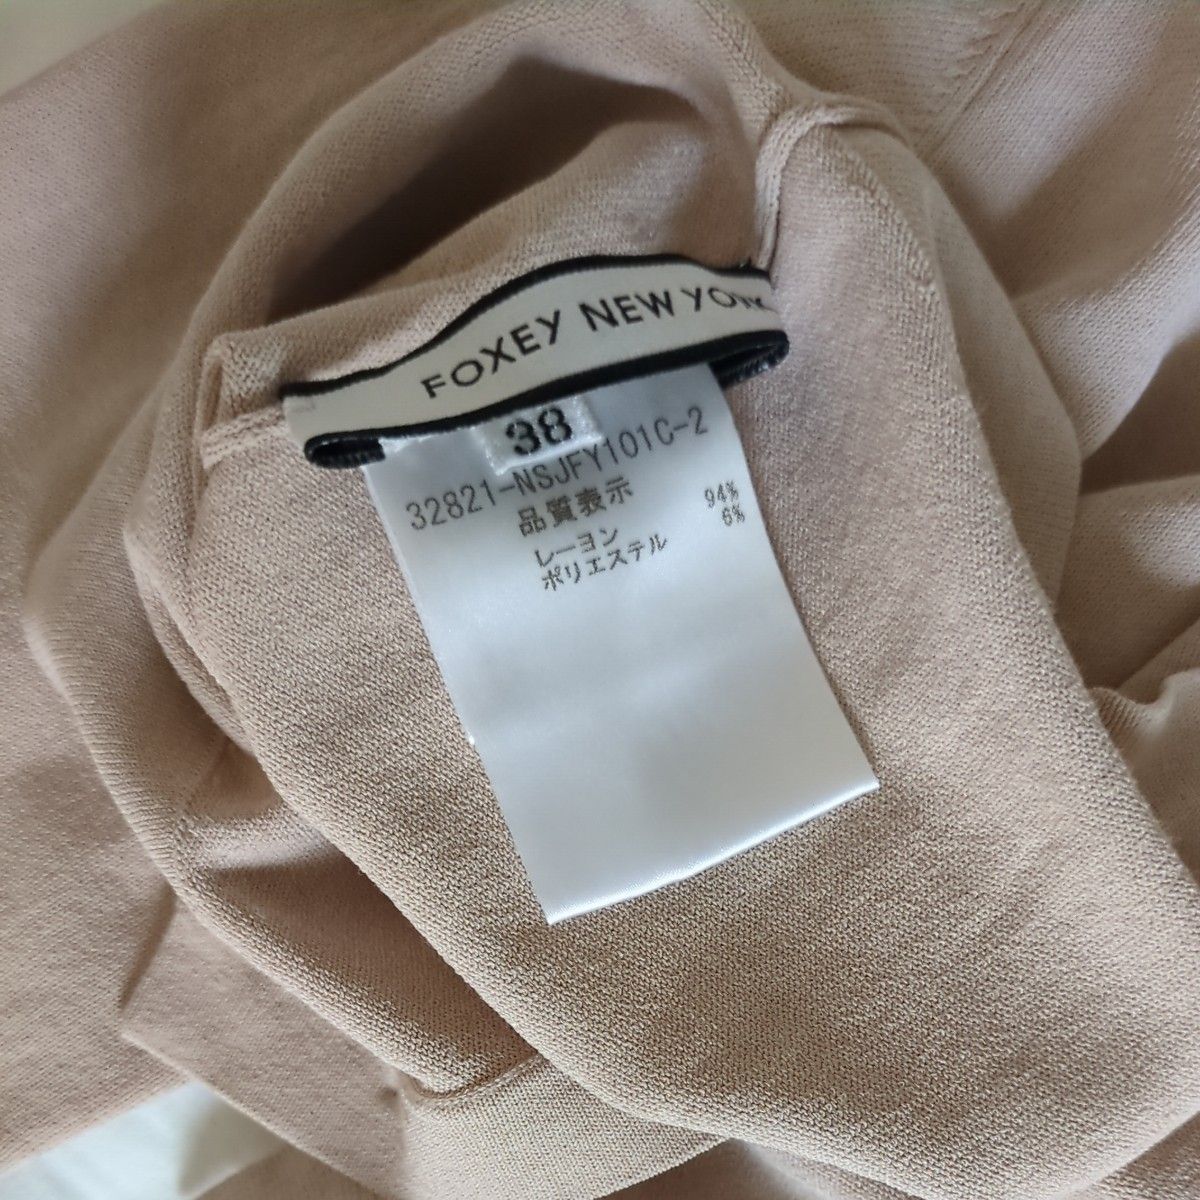 FOXEY NEW YORK
38
32821-NSJFY101C-2
品質表示
レーヨン 94%
ポリエステル 6%